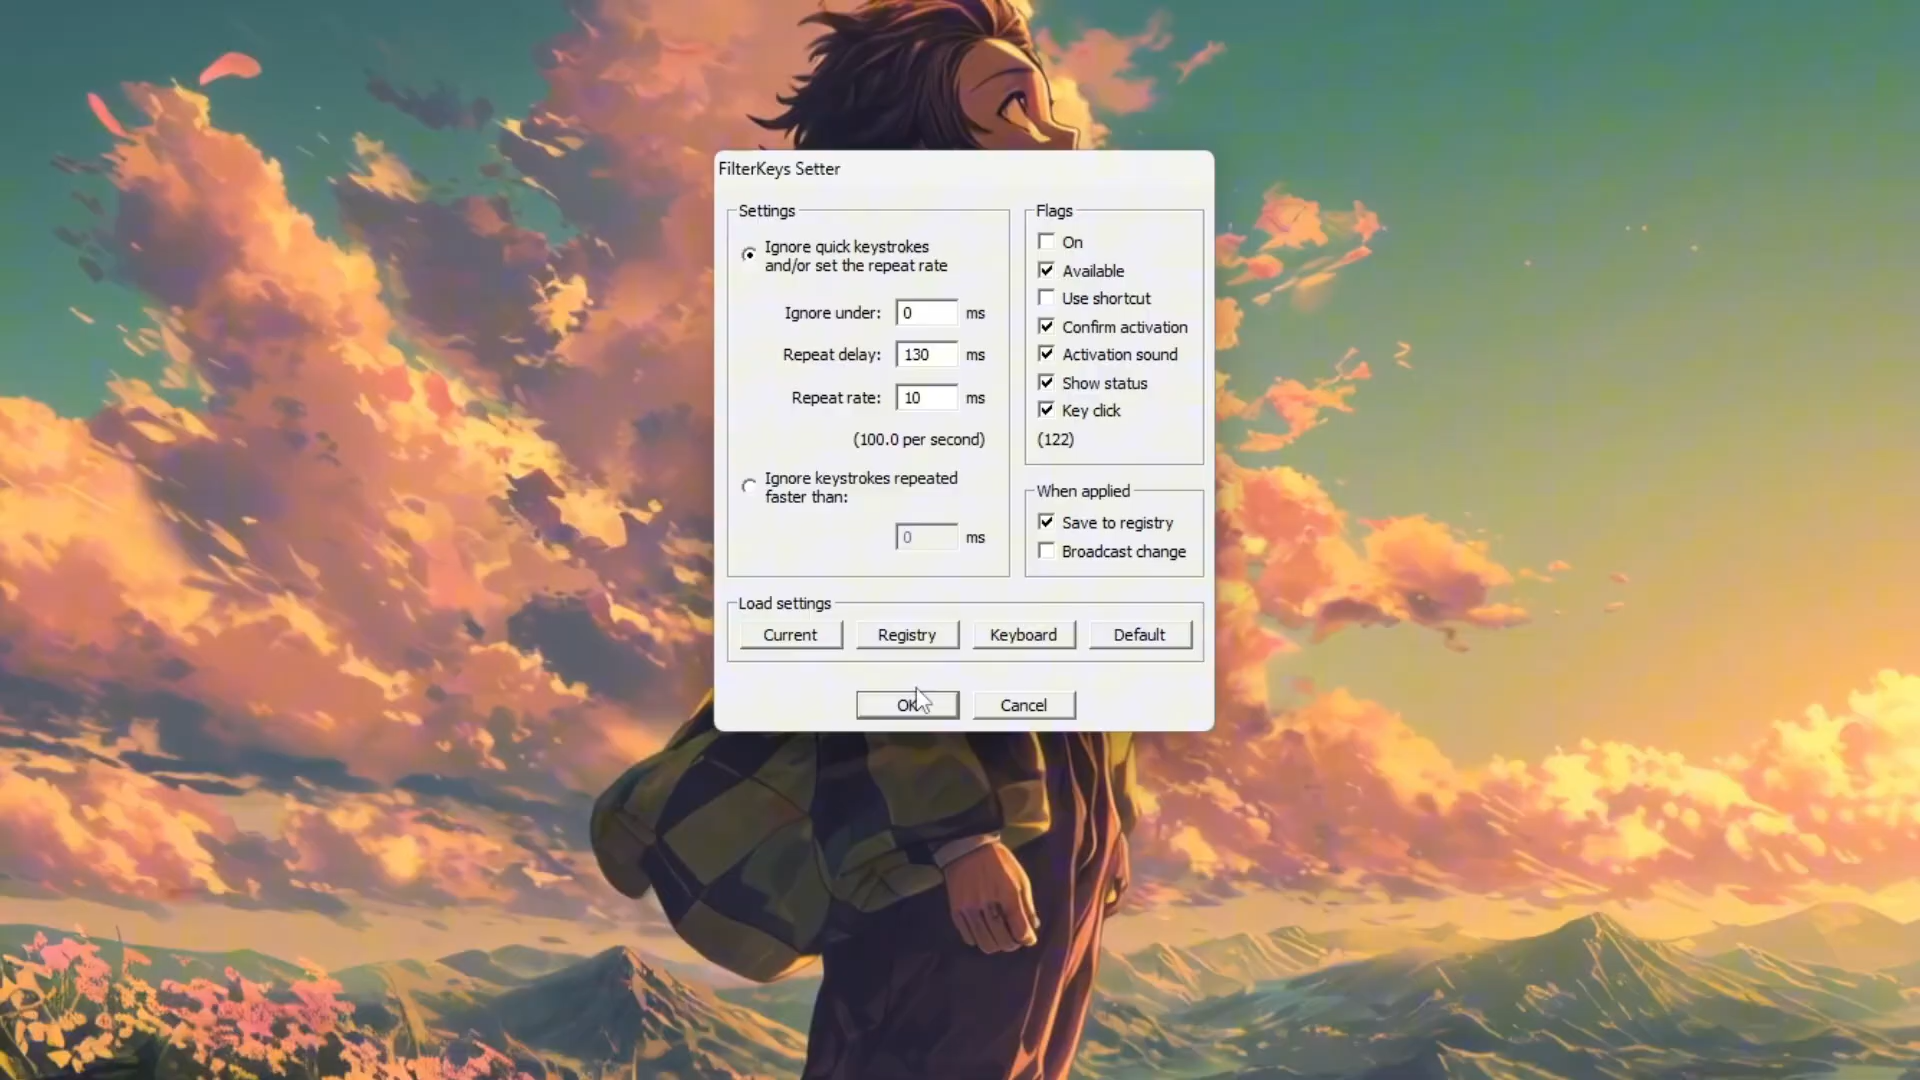 FilterKeys Setter
Settings
Ignore quick keystrokes
and/or set the repeat rate
Ignore under: 0 ms
Repeat delay: 130 ms
Repeat rate: 10 ms
(100.0 per second)
Ignore keystrokes repeated
faster than:
0 ms
Flags
On
Available
Use shortcut
Confirm activation
Activation sound
Show status
Key click
(122)
When applied
Save to registry
Broadcast change
Load settings
Current Registry Keyboard Default
OK Cancel